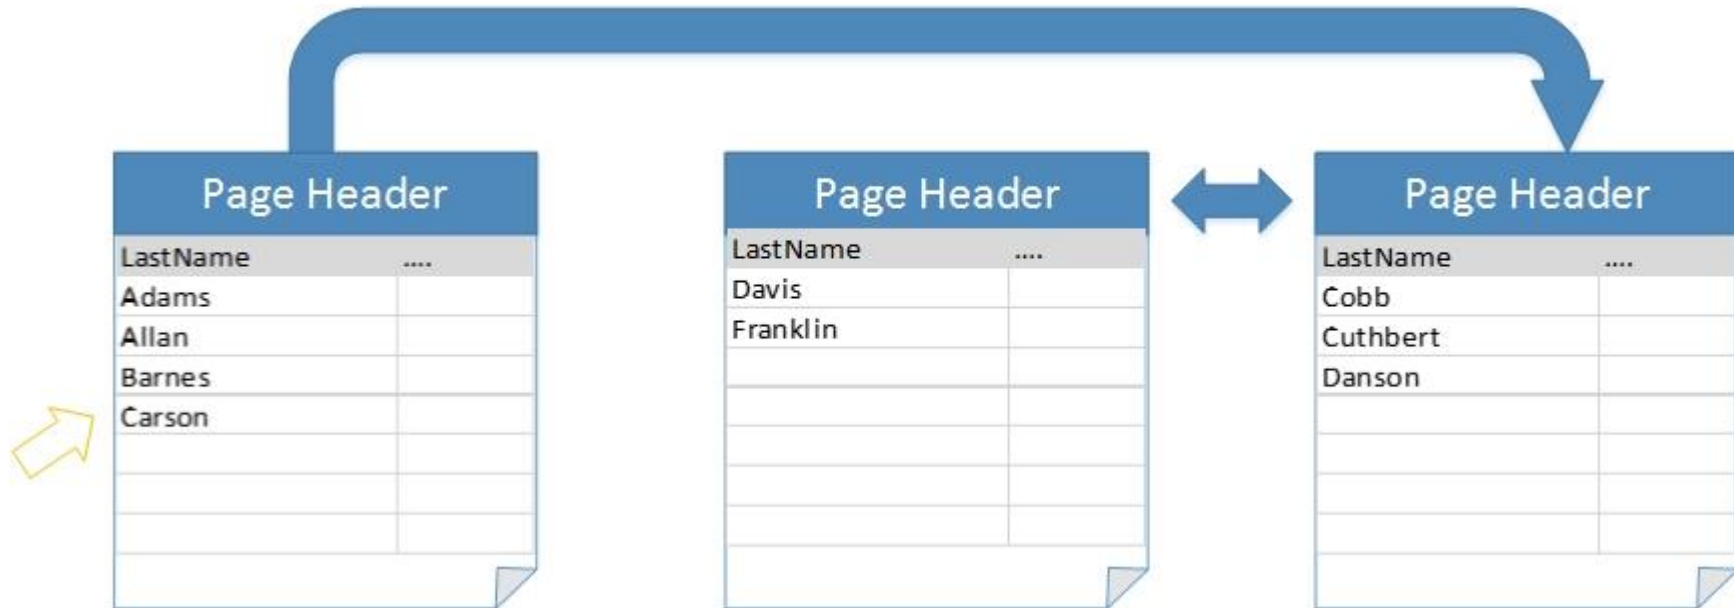 Page Header
LastName ....
Adams
Allan
Barnes
Carson
Page Header
LastName ....
Davis
Franklin
Page Header
LastName ....
Cobb
Cuthbert
Danson